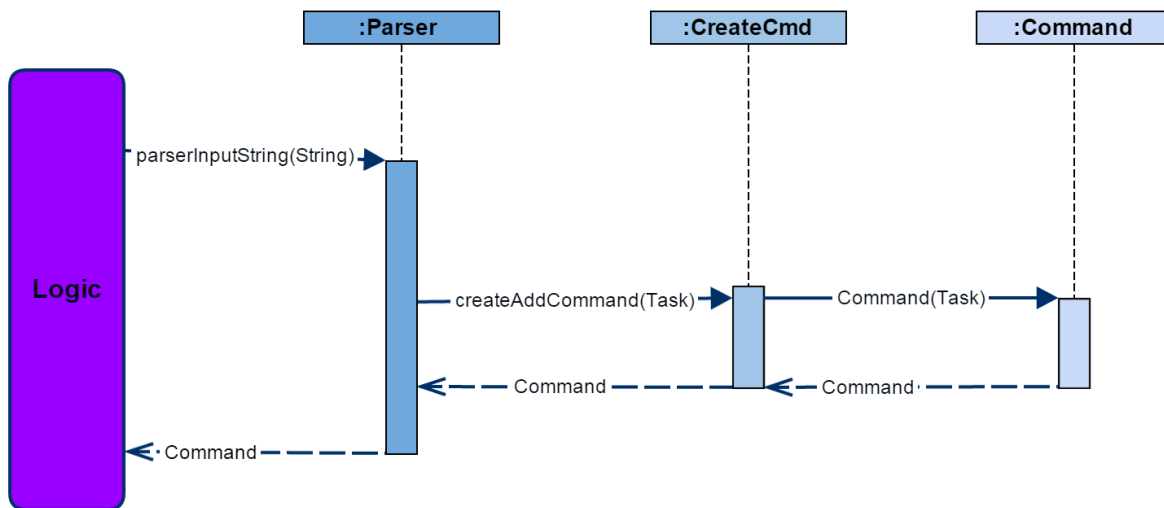 :Parser
:CreateCmd
:Command
parserInputString(String)
Logic
createAddCommand(Task)
Command(Task)
Command
Command
Command